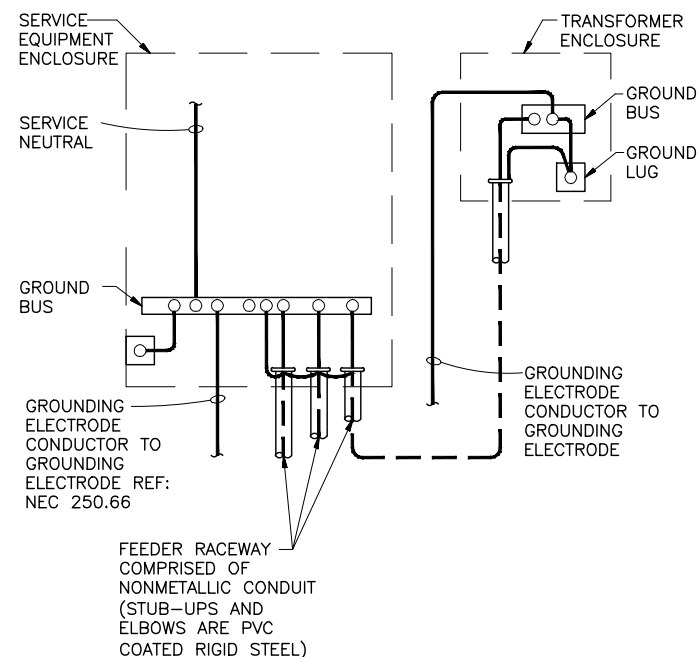 SERVICE
EQUIPMENT
ENCLOSURE
TRANSFORMER
ENCLOSURE
SERVICE
NEUTRAL
GROUND
BUS
GROUND
LUG
GROUND
BUS
GROUNDING
ELECTRODE
CONDUCTOR TO
GROUNDING
ELECTRODE REF:
NEC 250.66
GROUNDING
ELECTRODE
CONDUCTOR TO
GROUNDING
ELECTRODE
FEEDER RACEWAY
COMPRISED OF
NONMETALLIC CONDUIT
(STUB-UPS AND
ELBOWS ARE PVC
COATED RIGID STEEL)